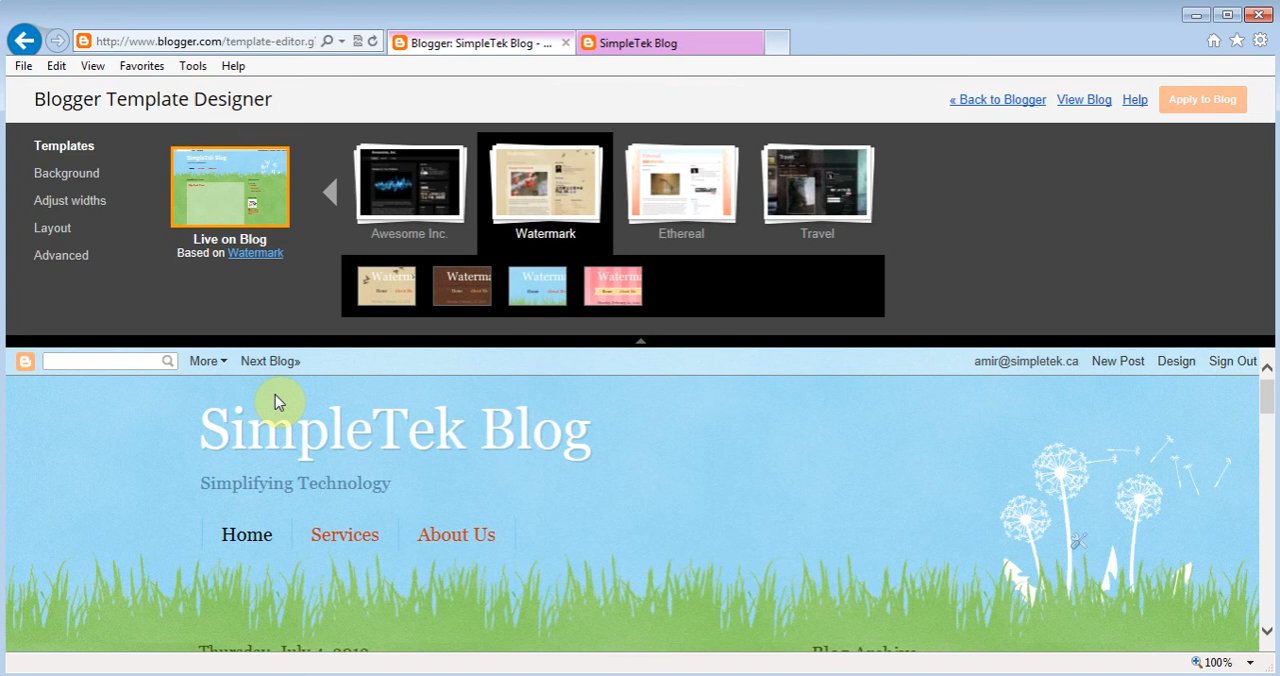 http://www.blogger.com/template-editor.g
Blogger: SimpleTek Blog - ...
SimpleTek Blog
File Edit View Favorites Tools Help
Blogger Template Designer
« Back to Blogger View Blog Help Apply to Blog
Templates
Background
Adjust widths
Layout
Advanced
Live on Blog
Based on Watermark
Awesome Inc.
Watermark
Ethereal
Travel
More Next Blog»
amir@simpletek.ca New Post Design Sign Out
SimpleTek Blog
Simplifying Technology
Home Services About Us
Blog Archive
100%